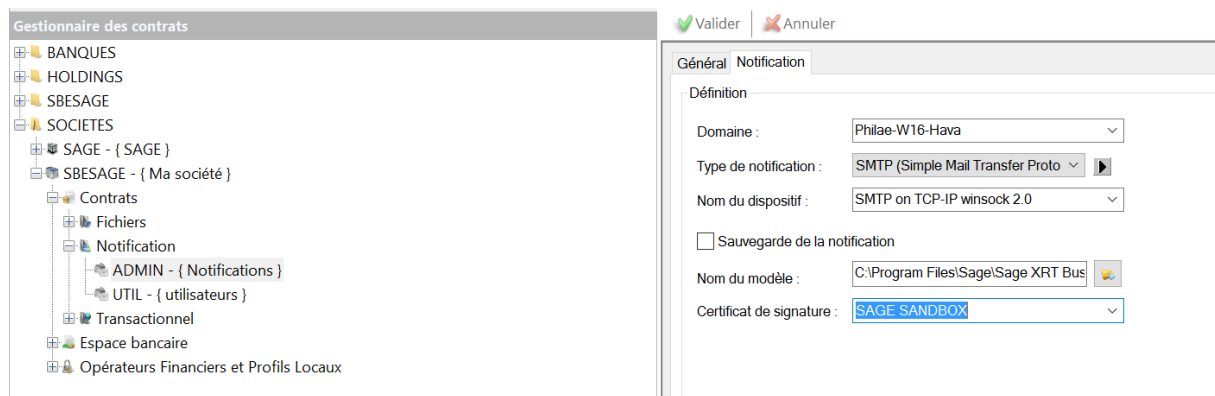 Gestionnaire des contrats
BANQUES
HOLDINGS
SBESAGE
SOCIETES
SAGE - { SAGE }
SBESAGE - { Ma société }
Contrats
Fichiers
Notification
ADMIN - { Notifications }
UTIL - { utilisateurs }
Transactionnel
Espace bancaire
Opérateurs Financiers et Profils Locaux
Valider Annuler
Général Notification
Définition
Domaine : Philae-W16-Hava
Type de notification : SMTP (Simple Mail Transfer Proto
Nom du dispositif : SMTP on TCP-IP winsock 2.0
Sauvegarde de la notification
Nom du modèle : C:\Program Files\Sage\Sage XRT Bus
Certificat de signature : SAGE SANDBOX